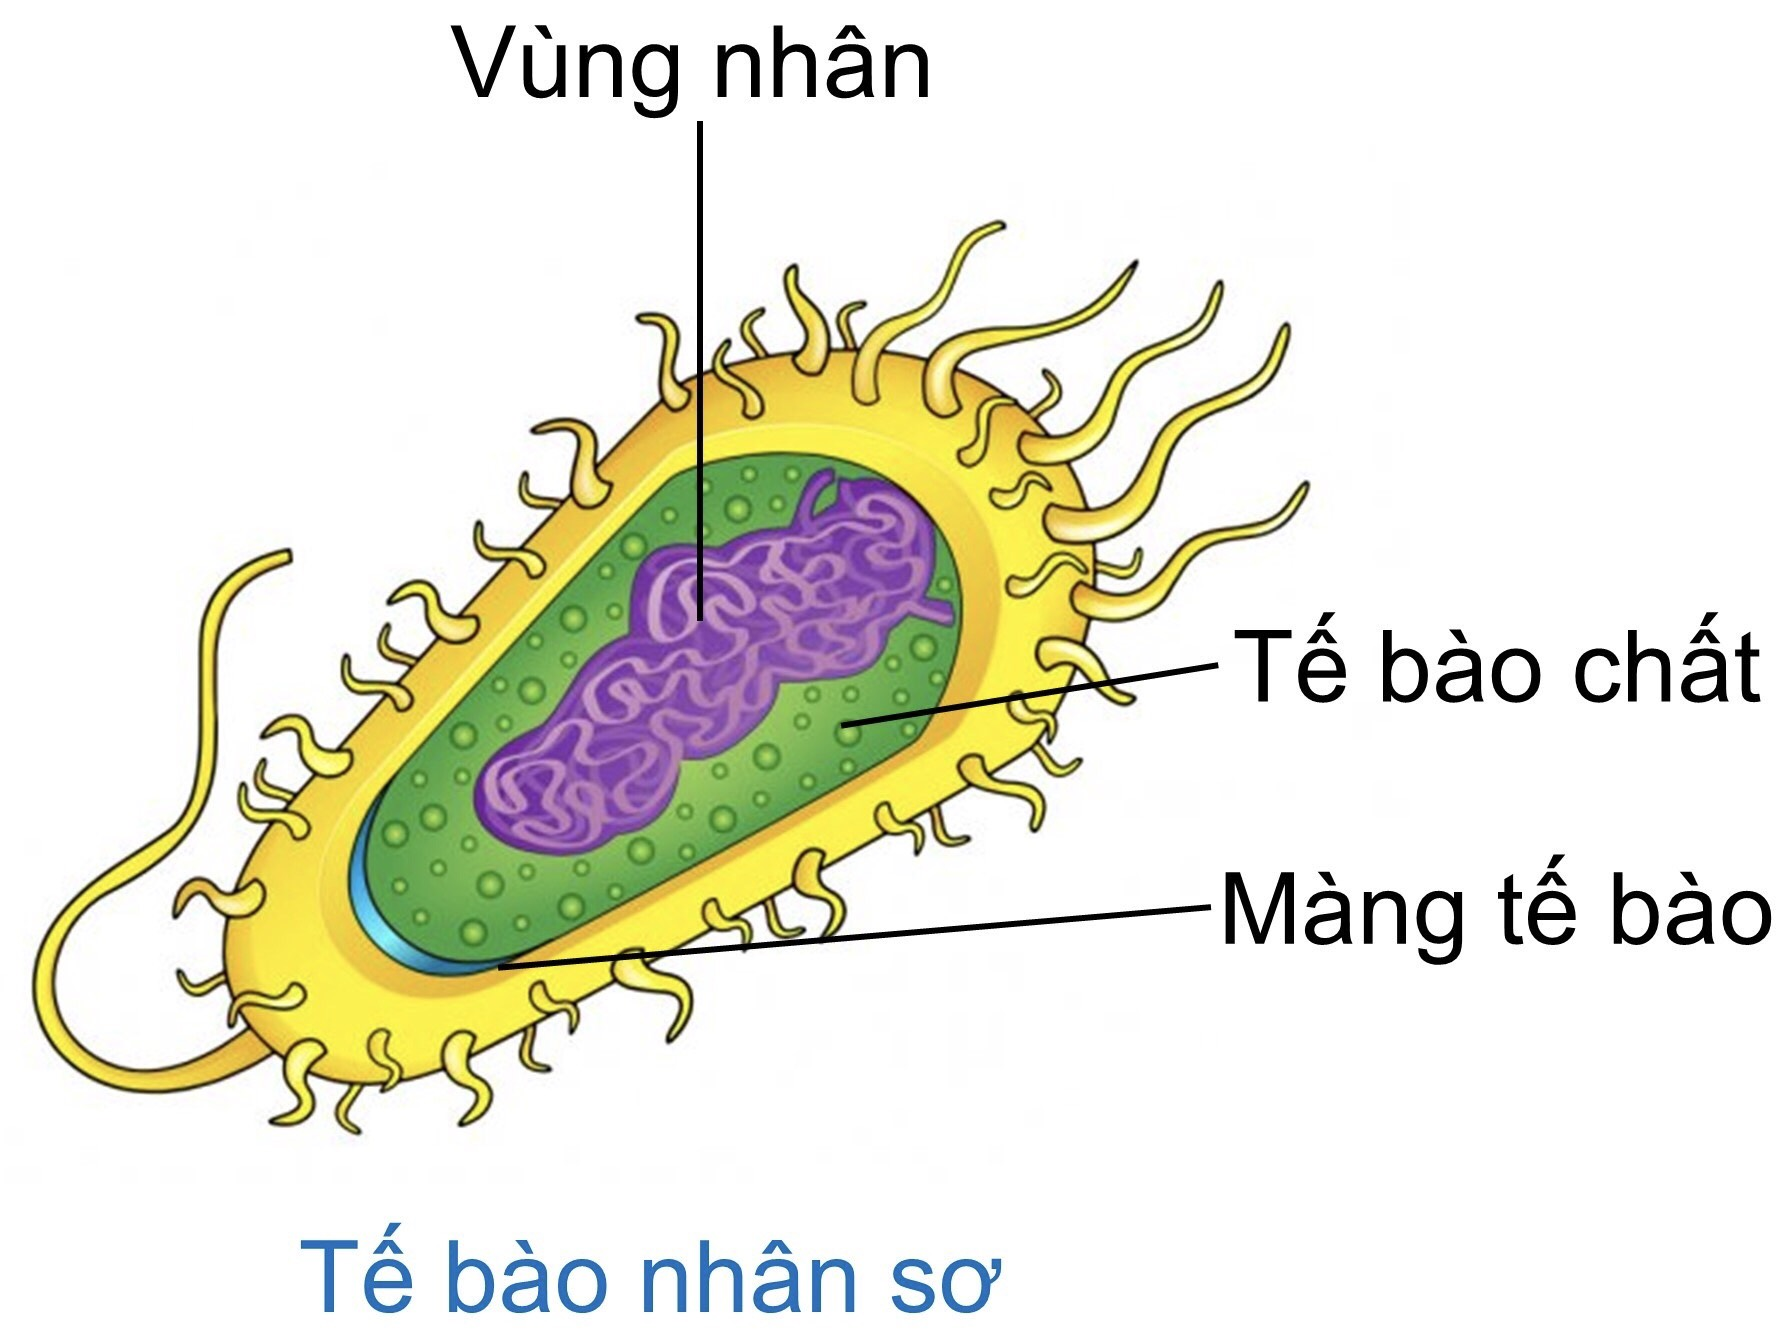 Vùng nhân
Tế bào chất
Màng tế bào
Tế bào nhân sơ